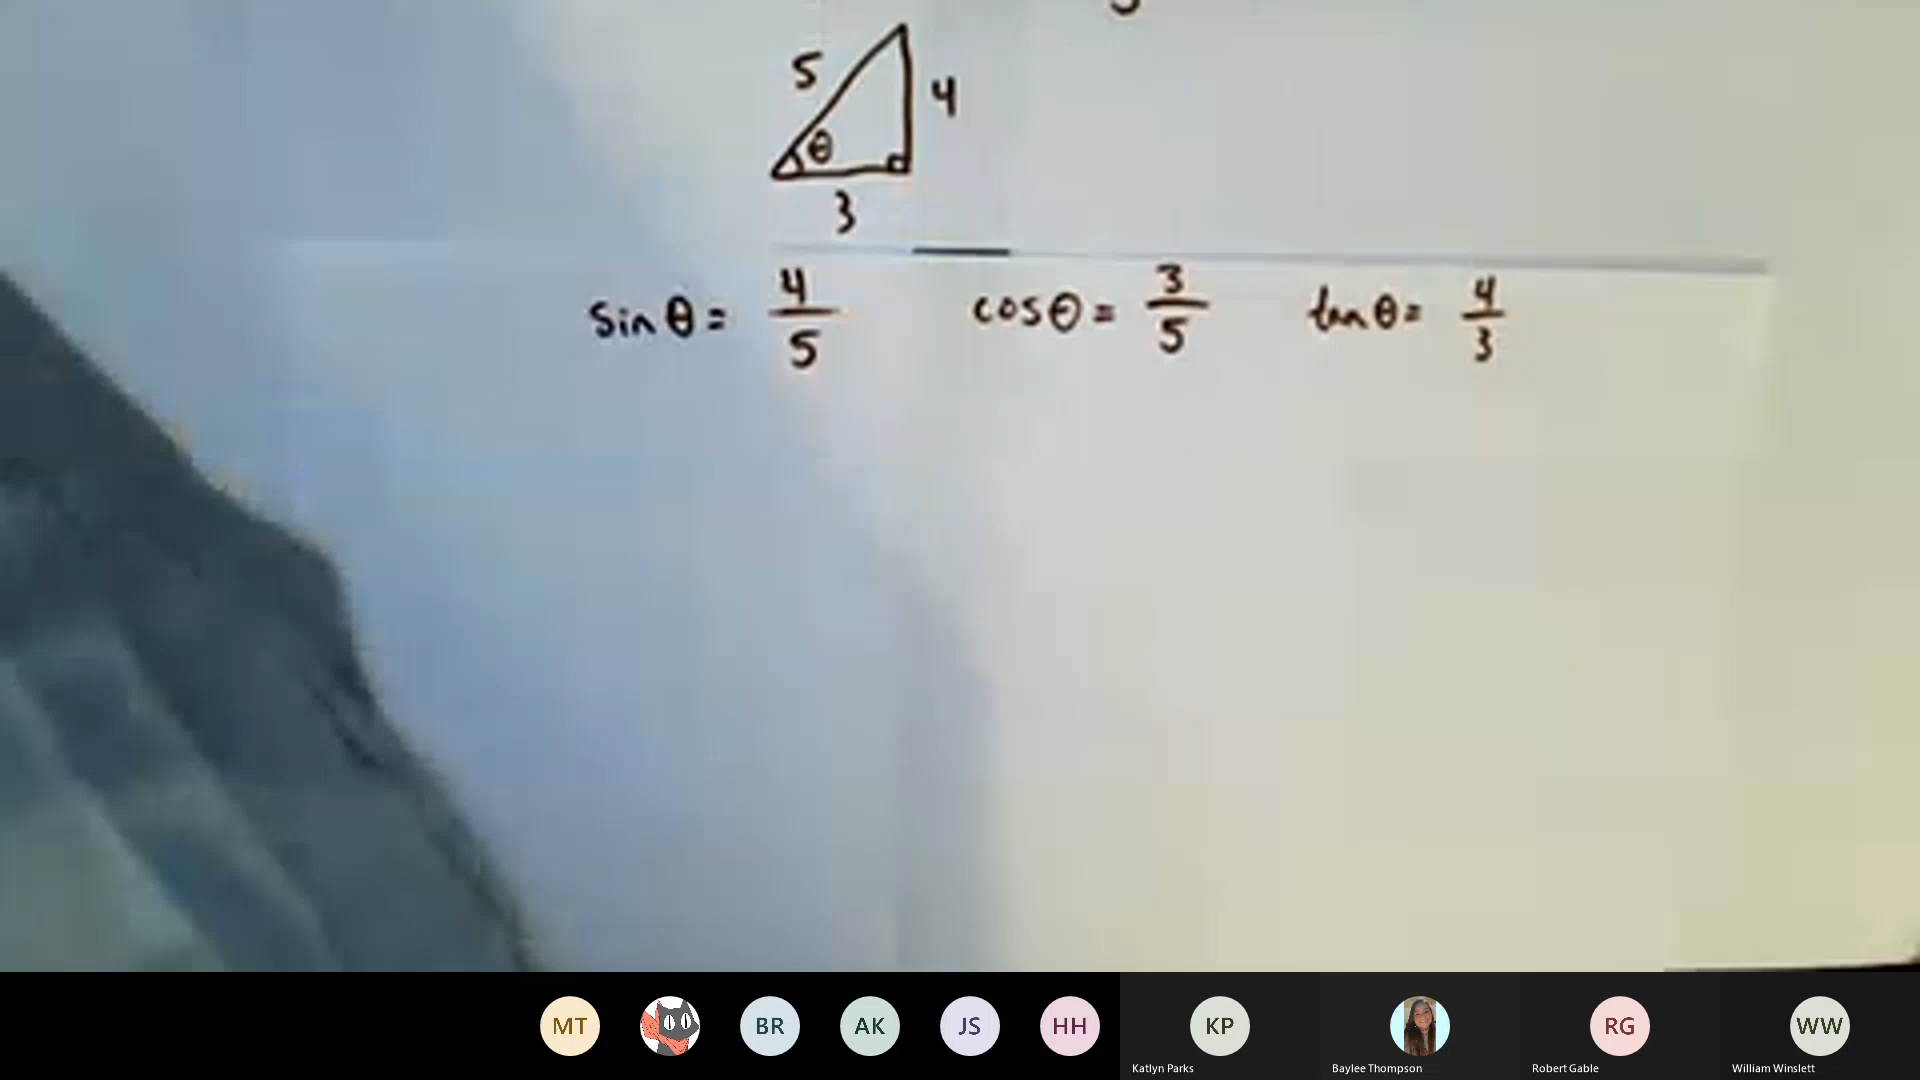 5
4
θ
3
sin θ = 4/5 cos θ = 3/5 tan θ = 4/3
MT BR AK JS HH KP RG WW
Katlyn Parks Baylee Thompson Robert Gable William Winslett